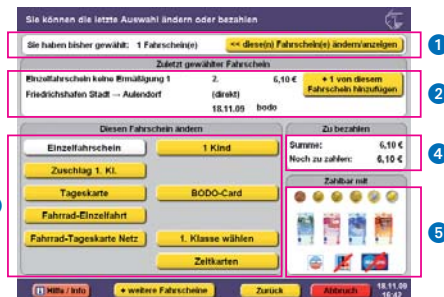 Sie können die letzte Auswahl ändern oder bezahlen
Sie haben bisher gewählt: 1 Fahrschein(e)
<< diese(n) Fahrschein(e) ändern/anzeigen
1
Zuletzt gewählter Fahrschein
Einzelfahrschein keine Ermäßigung 1 2. 6,10 €
+ 1 von diesem
Fahrschein hinzufügen
Friedrichshafen Stadt → Aulendorf (direkt)
18.11.09 bodo
2
Diesen Fahrschein ändern
Einzelfahrschein
1 Kind
Zuschlag 1. Kl.
Tageskarte
BODO-Card
Fahrrad-Einzelfahrt
Fahrrad-Tageskarte Netz
1. Klasse wählen
Zeitkarten
Zu bezahlen
Summe: 6,10 €
Noch zu zahlen: 6,10 €
4
Zahlbar mit
5
Hilfe / Info
+ weitere Fahrscheine
Zurück
Abbruch
18.11.09
16:42